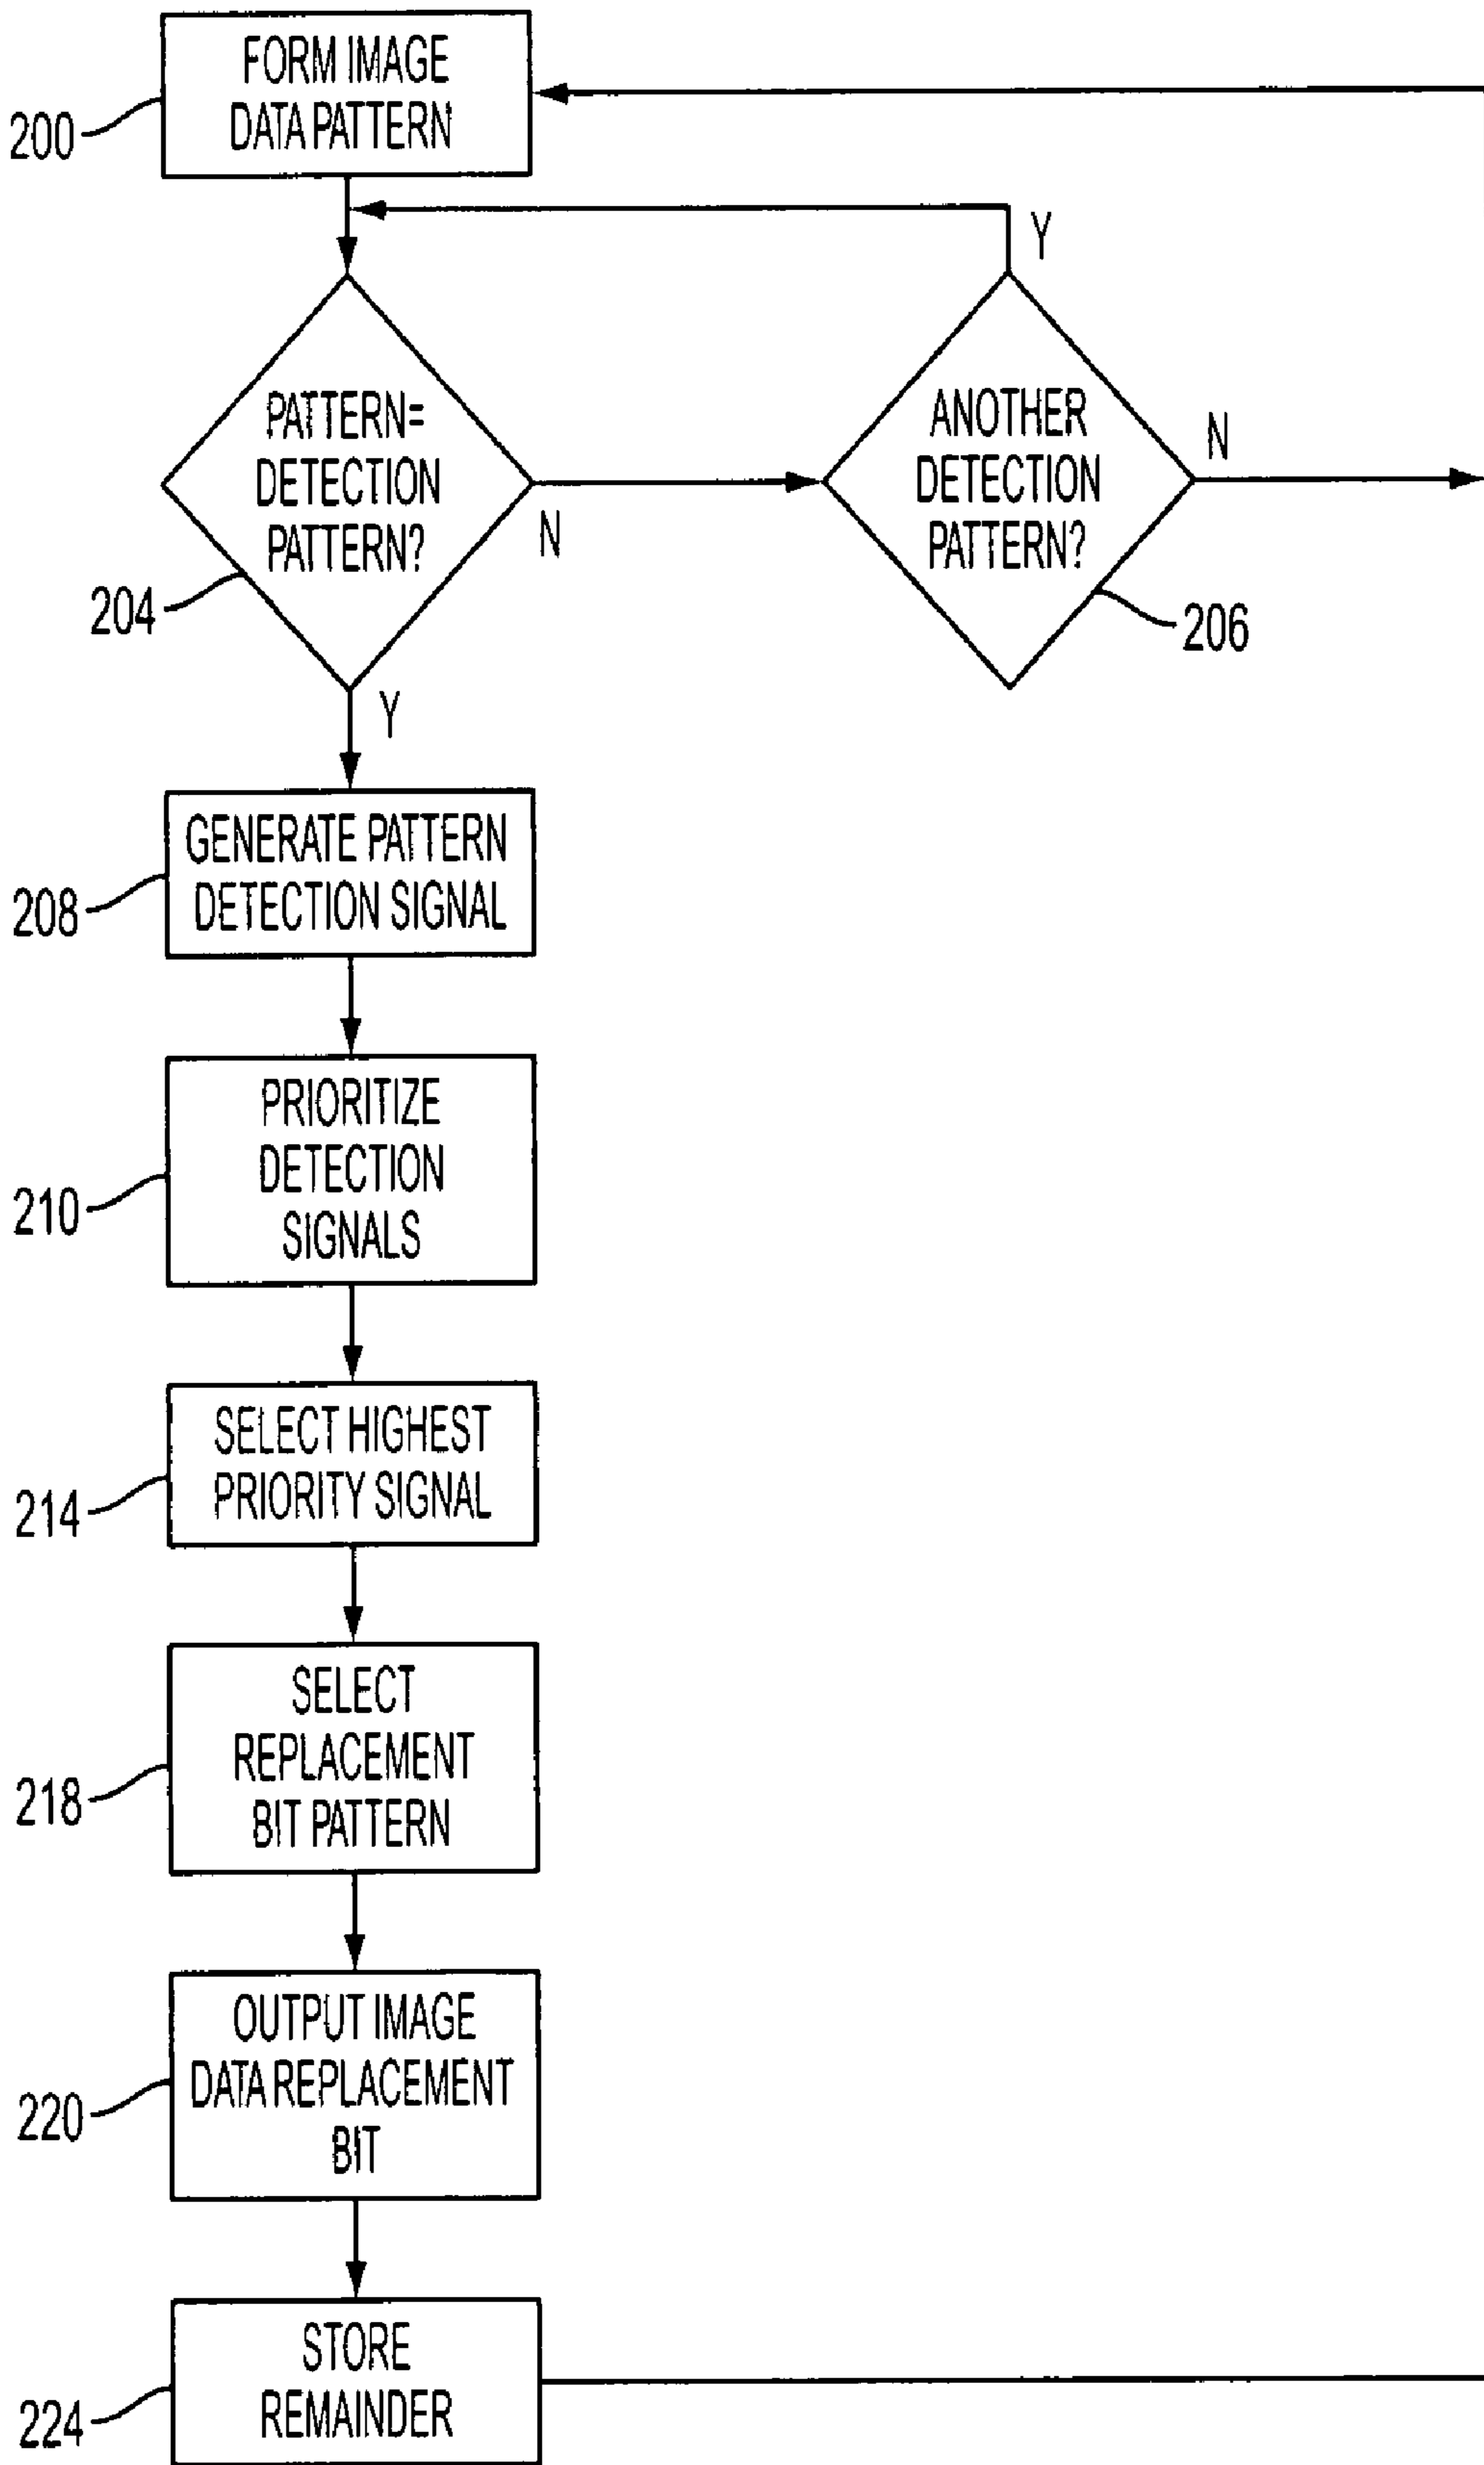 FORM IMAGE
DATA PATTERN
200
Y
PATTERN=
DETECTION
PATTERN?
204
N
ANOTHER
DETECTION
PATTERN?
N
206
Y
GENERATE PATTERN
DETECTION SIGNAL
208
PRIORITIZE
DETECTION
SIGNALS
210
SELECT HIGHEST
PRIORITY SIGNAL
214
SELECT
REPLACEMENT
BIT PATTERN
218
OUTPUT IMAGE
DATA REPLACEMENT
BIT
220
STORE
REMAINDER
224